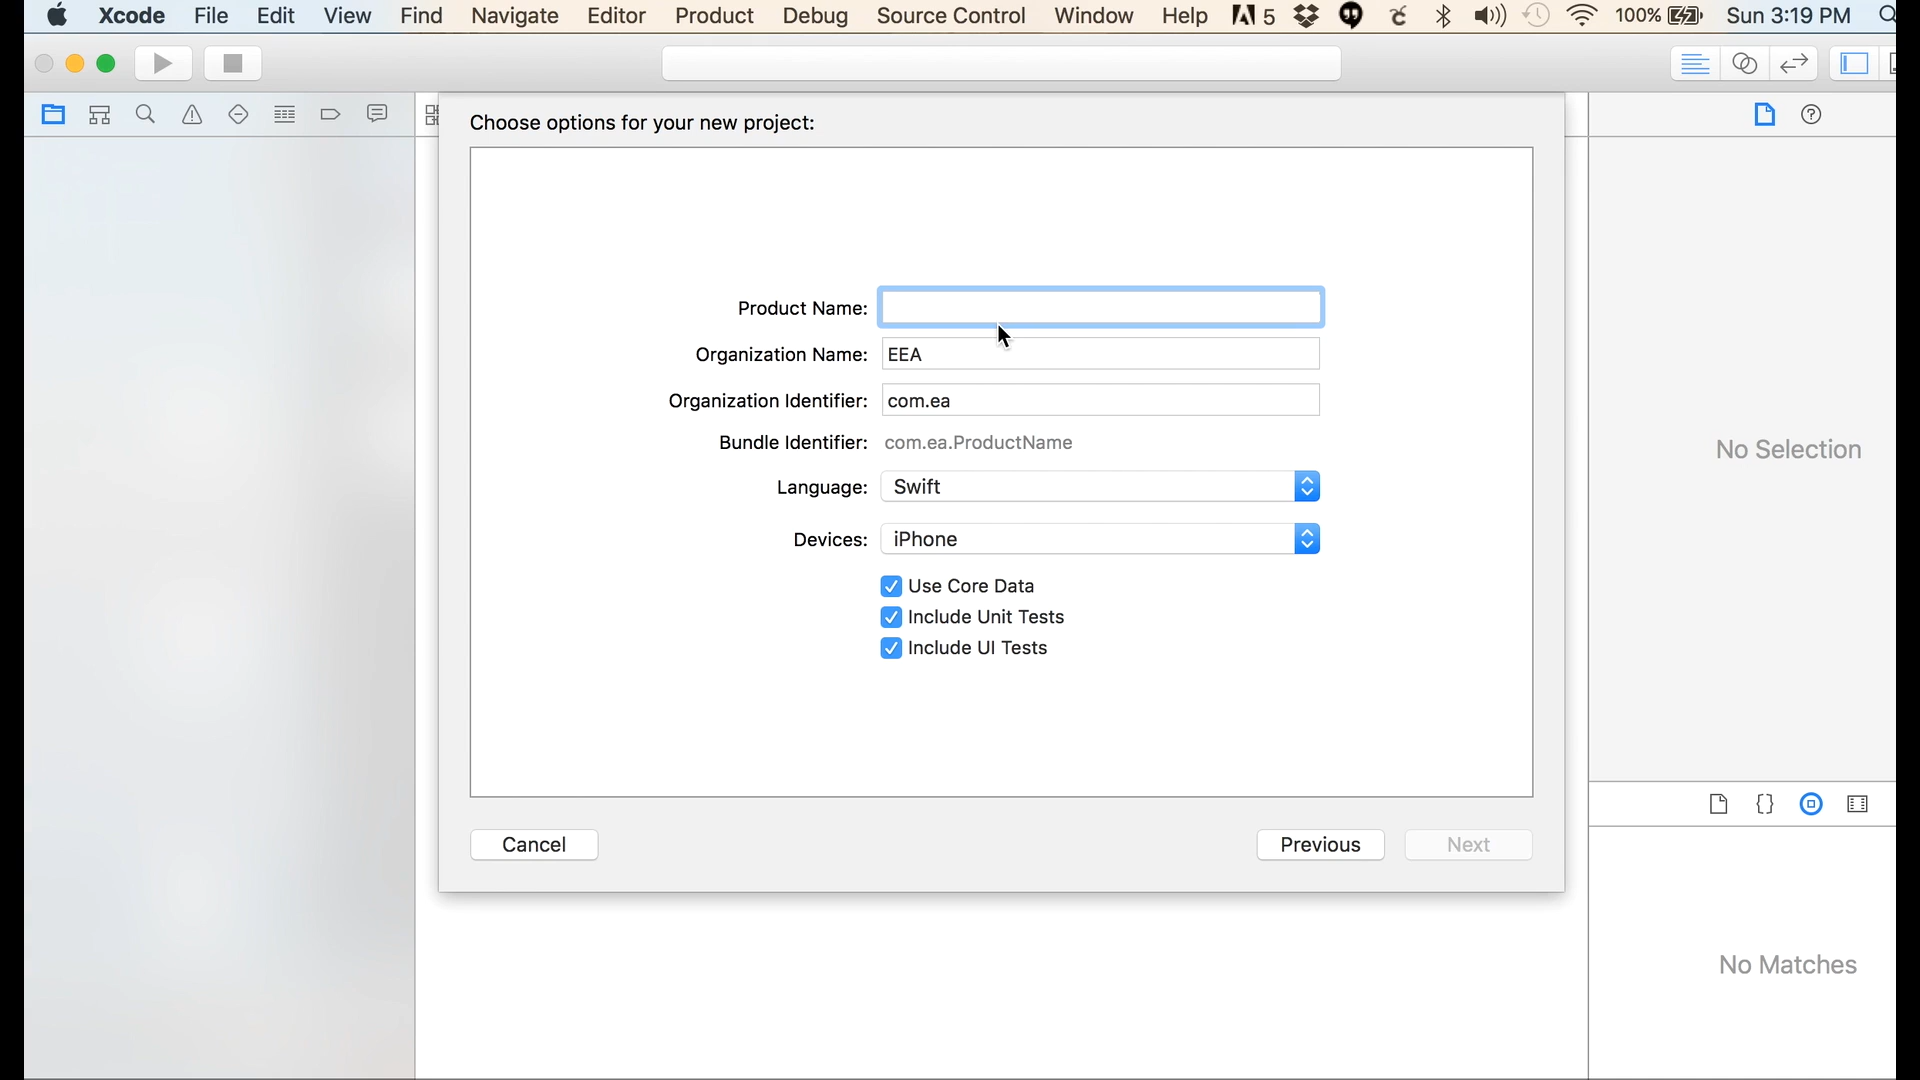 Xcode File Edit View Find Navigate Editor Product Debug Source Control Window Help 5 100% Sun 3:19 PM
Choose options for your new project:
Product Name:
Organization Name: EEA
Organization Identifier: com.ea
Bundle Identifier: com.ea.ProductName
Language: Swift
Devices: iPhone
Use Core Data
Include Unit Tests
Include UI Tests
No Selection
Cancel Previous Next
No Matches